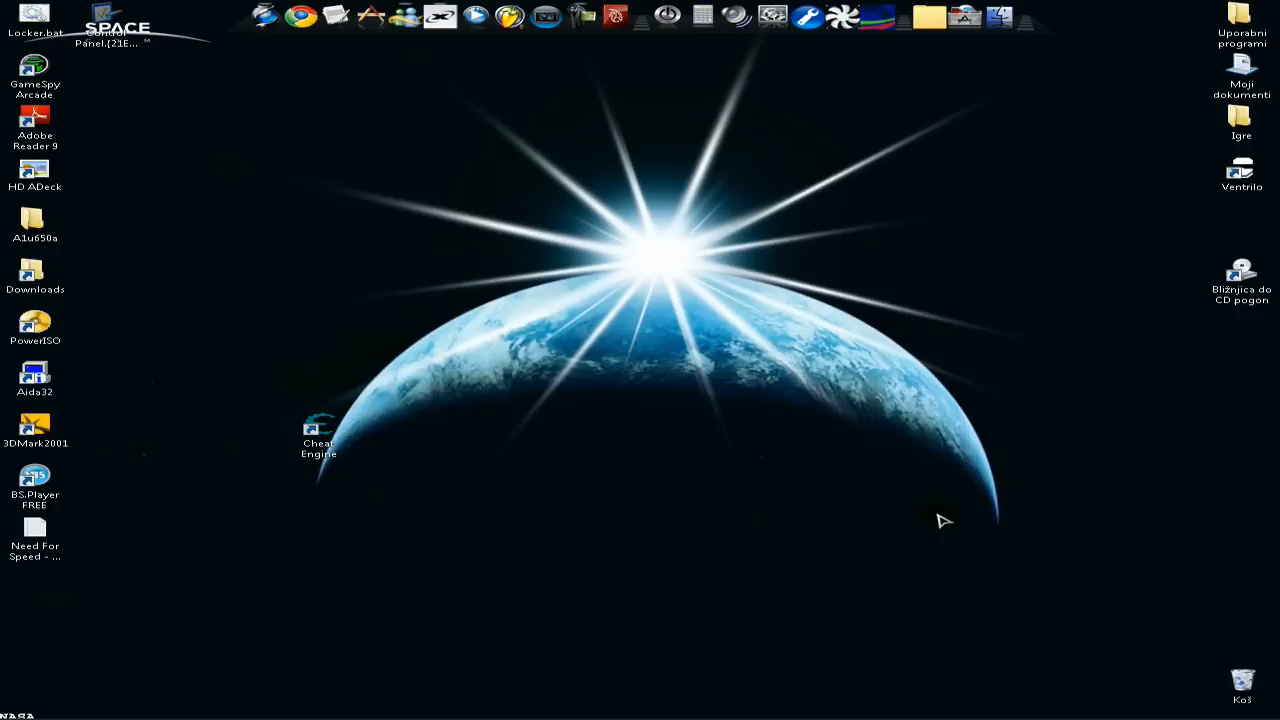 Locker.bat
SPACE
Control
Panel.{21E...
GameSpy
Arcade
Adobe
Reader 9
HD ADeck
A1u650a
Downloads
PowerISO
Aida32
3DMark2001
BS.Player
FREE
Need For
Speed - ...
Cheat
Engine
Uporabni
programi
Moji
dokumenti
Igre
Ventrilo
Bližnjica do
CD pogon
Koš
NASA